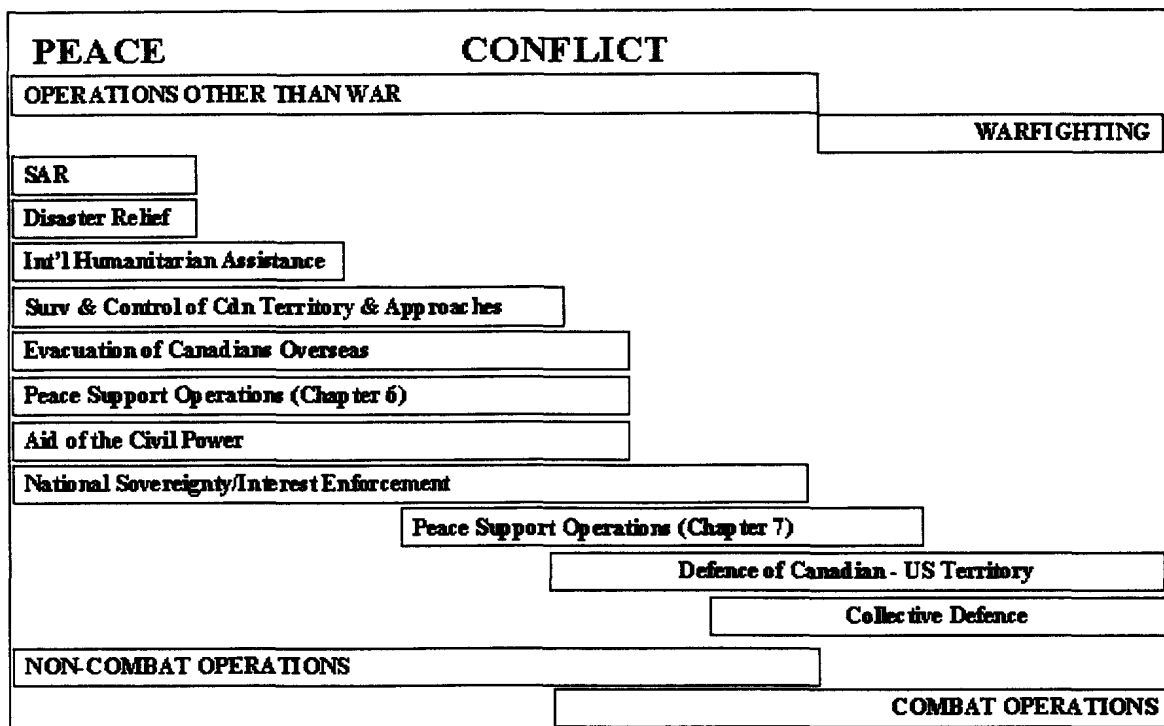 PEACE CONFLICT
OPERATIONS OTHER THAN WAR
WARFIGHTING
SAR
Disaster Relief
Int'l Humanitarian Assistance
Surv & Control of Cdn Territory & Approaches
Evacuation of Canadians Overseas
Peace Support Operations (Chapter 6)
Aid of the Civil Power
National Sovereignty/Interest Enforcement
Peace Support Operations (Chapter 7)
Defence of Canadian - US Territory
Collective Defence
NON-COMBAT OPERATIONS
COMBAT OPERATIONS